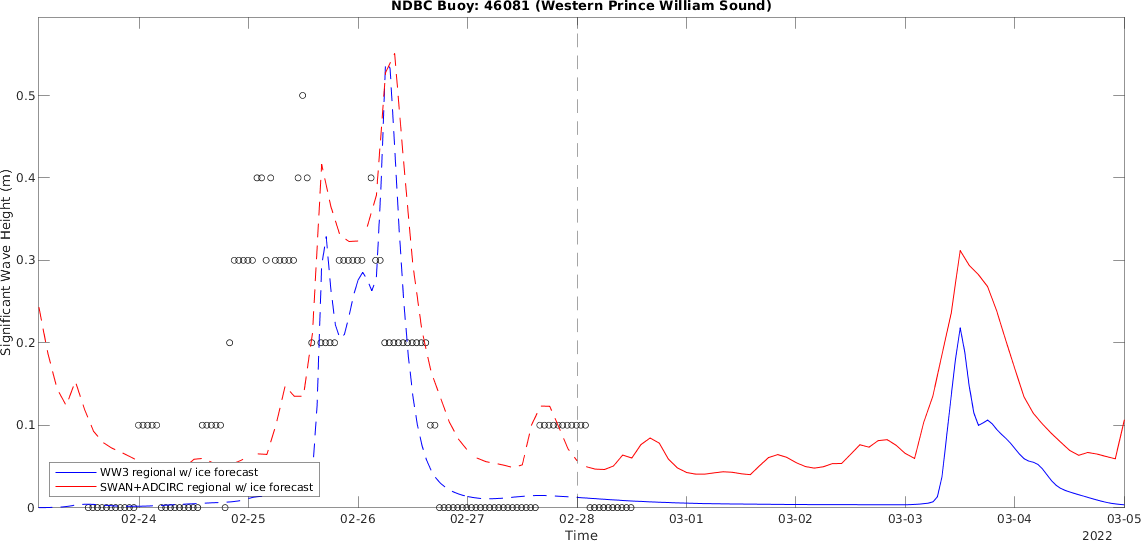 NDBC Buoy: 46081 (Western Prince William Sound)
Significant Wave Height (m)
0.5
0.4
0.3
0.2
0.1
0
WW3 regional w/ ice forecast
SWAN+ADCIRC regional w/ ice forecast
02-24 02-25 02-26 02-27 02-28 03-01 03-02 03-03 03-04 03-05
Time
2022